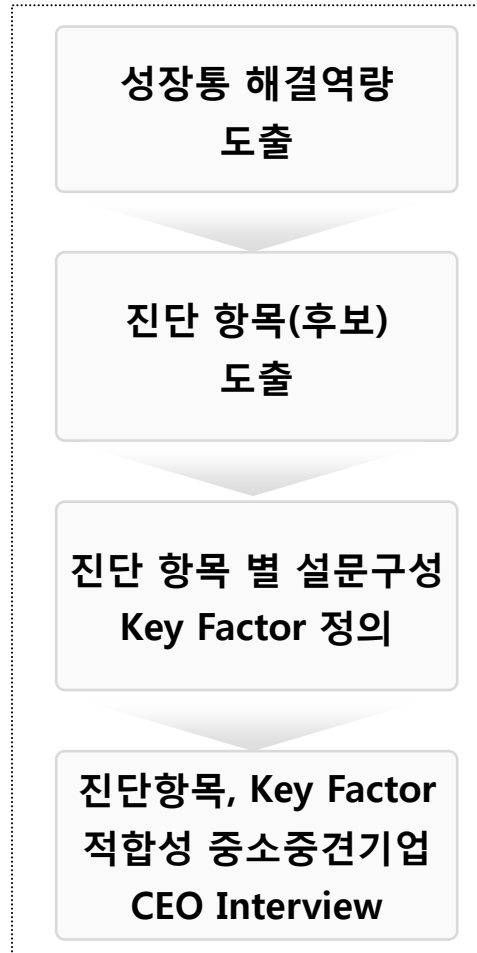 성장통 해결역량
도출
진단 항목(후보)
도출
진단 항목 별 설문구성
Key Factor 정의
진단항목, Key Factor
적합성 중소중견기업
CEO Interview